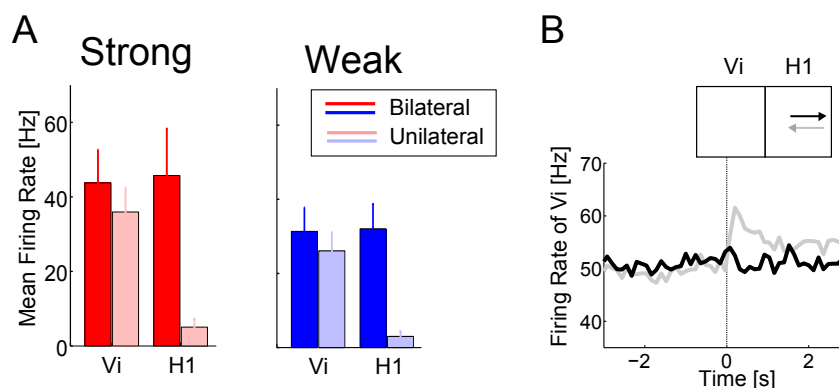 A
Strong
Weak
Bilateral
Unilateral
Mean Firing Rate [Hz]
60
40
20
0
Vi
H1
Vi
H1
B
Vi
H1
Firing Rate of Vi [Hz]
70
60
50
40
−2
0
2
Time [s]